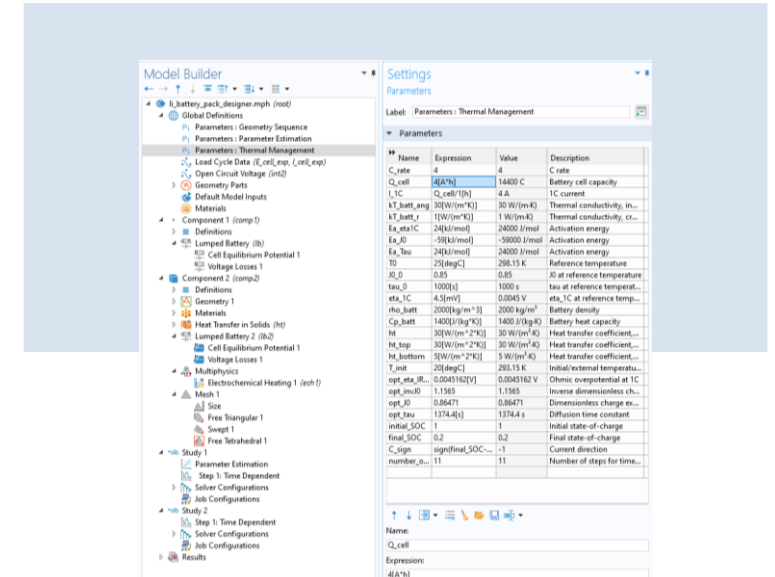 Model Builder
li_battery_pack_designer.mph (root)
Global Definitions
Parameters : Geometry Sequence
Parameters : Parameter Estimation
Parameters : Thermal Management
Load Cycle Data (E_cell_exp, I_cell_exp)
Open Circuit Voltage (int2)
Geometry Parts
Default Model Inputs
Materials
Component 1 (comp1)
Definitions
Lumped Battery (lb)
Cell Equilibrium Potential 1
Voltage Losses 1
Component 2 (comp2)
Definitions
Geometry 1
Materials
Heat Transfer in Solids (ht)
Lumped Battery 2 (lb2)
Cell Equilibrium Potential 1
Voltage Losses 1
Multiphysics
Electrochemical Heating 1 (ech1)
Mesh 1
Size
Free Triangular 1
Swept 1
Free Tetrahedral 1
Study 1
Parameter Estimation
Step 1: Time Dependent
Solver Configurations
Job Configurations
Study 2
Step 1: Time Dependent
Solver Configurations
Job Configurations
Results
Settings
Parameters
Label: Parameters : Thermal Management
Parameters
Name Expression Value Description
C_rate 4 4 C rate
Q_cell 4[A*h] 14400 C Battery cell capacity
I_1C Q_cell/1[h] 4 A 1C current
kT_batt_ang 30[W/(m*K)] 30 W/(m·K) Thermal conductivity, in...
kT_batt_r 1[W/(m*K)] 1 W/(m·K) Thermal conductivity, cr...
Ea_eta1C 24[kJ/mol] 24000 J/mol Activation energy
Ea_J0 -59[kJ/mol] -59000 J/mol Activation energy
Ea_Tau 24[kJ/mol] 24000 J/mol Activation energy
T0 25[degC] 298.15 K Reference temperature
J0_0 0.85 0.85 J0 at reference temperature
tau_0 1000[s] 1000 s tau at reference temperat...
eta_1C 4.5[mV] 0.0045 V eta_1C at reference temp...
rho_batt 2000[kg/m^3] 2000 kg/m³ Battery density
Cp_batt 1400[J/(kg*K)] 1400 J/(kg·K) Battery heat capacity
ht 30[W/(m^2*K)] 30 W/(m²·K) Heat transfer coefficient,...
ht_top 30[W/(m^2*K)] 30 W/(m²·K) Heat transfer coefficient,...
ht_bottom 5[W/(m^2*K)] 5 W/(m²·K) Heat transfer coefficient,...
T_init 20[degC] 293.15 K Initial/external temperatu...
opt_eta_IR... 0.0045162[V] 0.0045162 V Ohmic overpotential at 1C
opt_invJ0 1.1565 1.1565 Inverse dimensionless ch...
opt_J0 0.86471 0.86471 Dimensionless charge ex...
opt_tau 1374.4[s] 1374.4 s Diffusion time constant
initial_SOC 1 1 Initial state-of-charge
final_SOC 0.2 0.2 Final state-of-charge
C_sign sign(final_SOC-... -1 Current direction
number_o... 11 11 Number of steps for time...
Name:
Q_cell
Expression:
4[A*h]